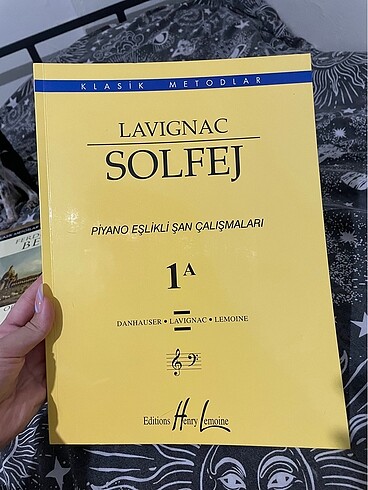 KLASİK METODLAR
LAVIGNAC
SOLFEJ
PİYANO EŞLİKLİ ŞAN ÇALIŞMALARI
1A
DANHAUSER • LAVIGNAC • LEMOINE
Editions Henry Lemoine